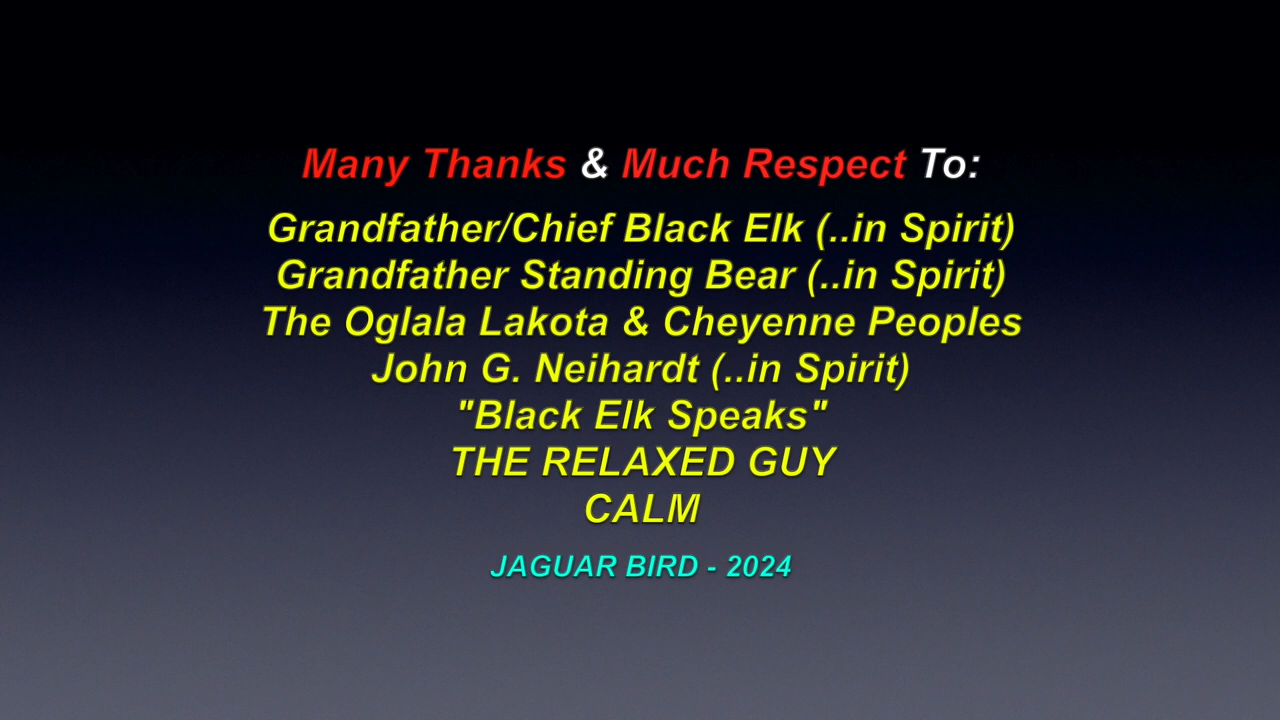 Many Thanks & Much Respect To:
Grandfather/Chief Black Elk (..in Spirit)
Grandfather Standing Bear (..in Spirit)
The Oglala Lakota & Cheyenne Peoples
John G. Neihardt (..in Spirit)
"Black Elk Speaks"
THE RELAXED GUY
CALM
JAGUAR BIRD - 2024